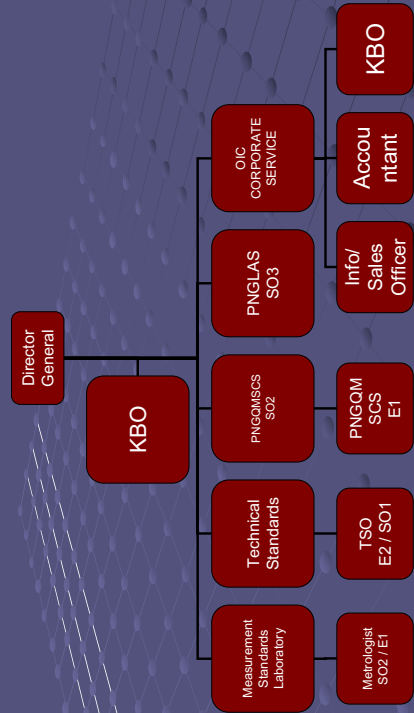 Director
General
KBO
Measurement
Standards
Laboratory
Technical
Standards
PNGQMSCS
SO2
PNGLAS
SO3
OIC
CORPORATE
SERVICE
Metrologist
SO2 / E1
TSO
E2 / SO1
PNGQM
SCS
E1
Info/
Sales
Officer
Accou
ntant
KBO